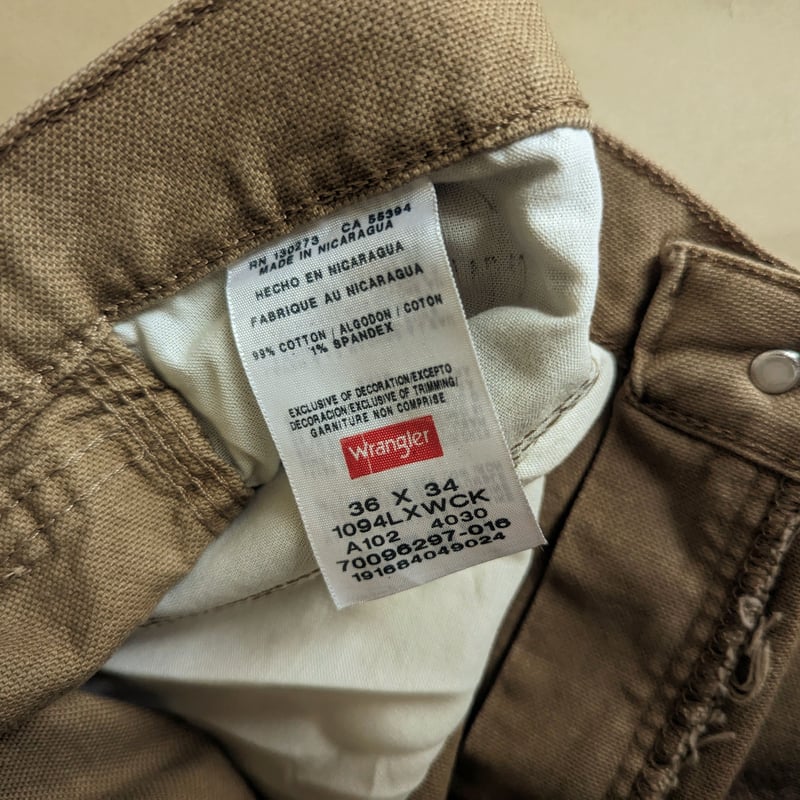 RN 130273 CA 55394
MADE IN NICARAGUA
HECHO EN NICARAGUA
FABRIQUE AU NICARAGUA
99% COTTON / ALGODON / COTON
1% SPANDEX
EXCLUSIVE OF DECORATION/EXCEPTO
DECORACION/EXCLUSIVE OF TRIMMING/
GARNITURE NON COMPRISE
Wrangler
36 X 34
1094LXWCK
A102 4030
70096297-016
191684049024